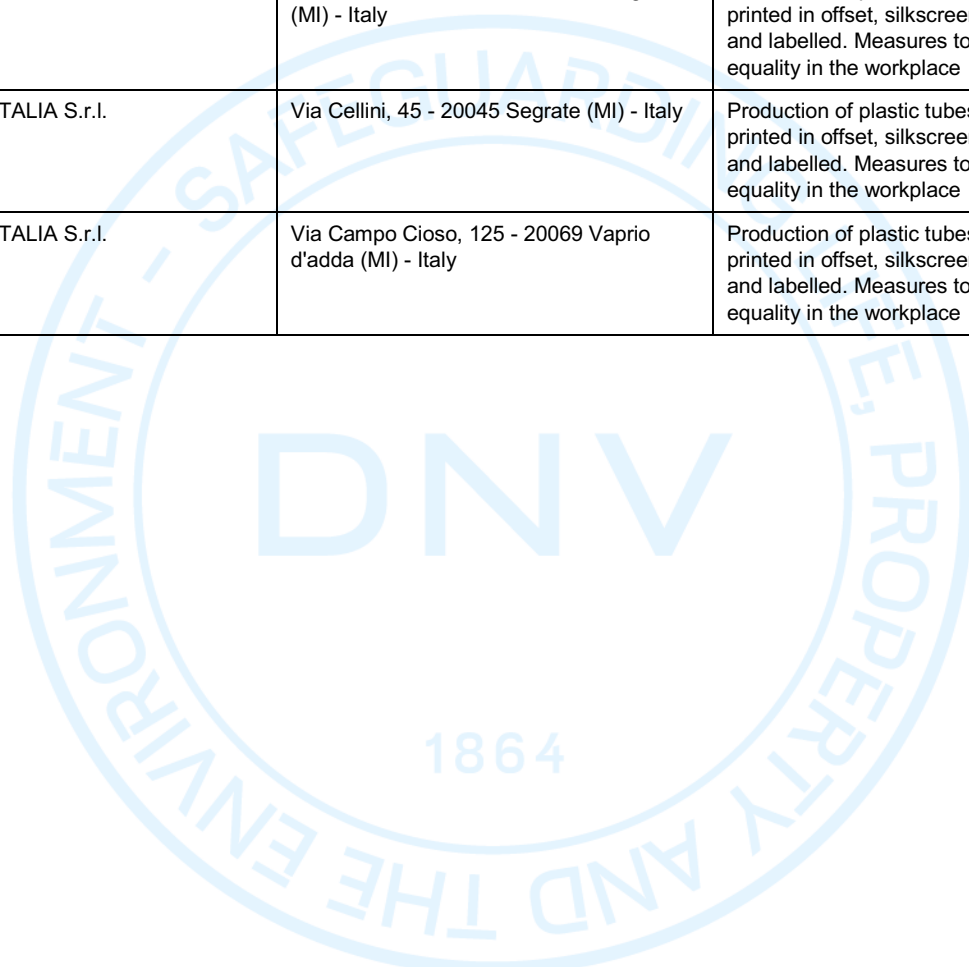 (MI) - Italy
printed in offset, silkscreen
and labelled. Measures to
equality in the workplace
TALIA S.r.l.
Via Cellini, 45 - 20045 Segrate (MI) - Italy
Production of plastic tubes
printed in offset, silkscreen
and labelled. Measures to
equality in the workplace
TALIA S.r.l.
Via Campo Cioso, 125 - 20069 Vaprio
d'adda (MI) - Italy
Production of plastic tubes
printed in offset, silkscreen
and labelled. Measures to
equality in the workplace
SAFEGUARDING LIFE, PROPERTY AND THE ENVIRONMENT -
DNV
1864